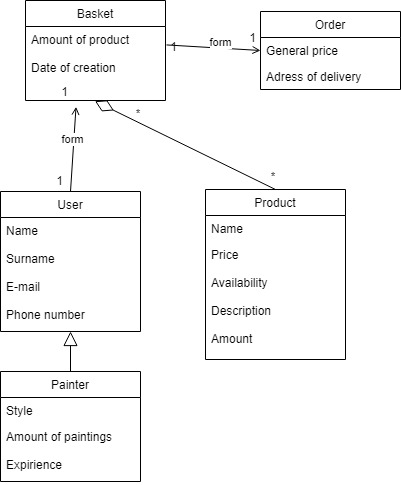 Basket
Amount of product
Date of creation
1
form
1
1
Order
General price
Adress of delivery
*
*
form
1
User
Name
Surname
E-mail
Phone number
Product
Name
Price
Availability
Description
Amount
Painter
Style
Amount of paintings
Expirience